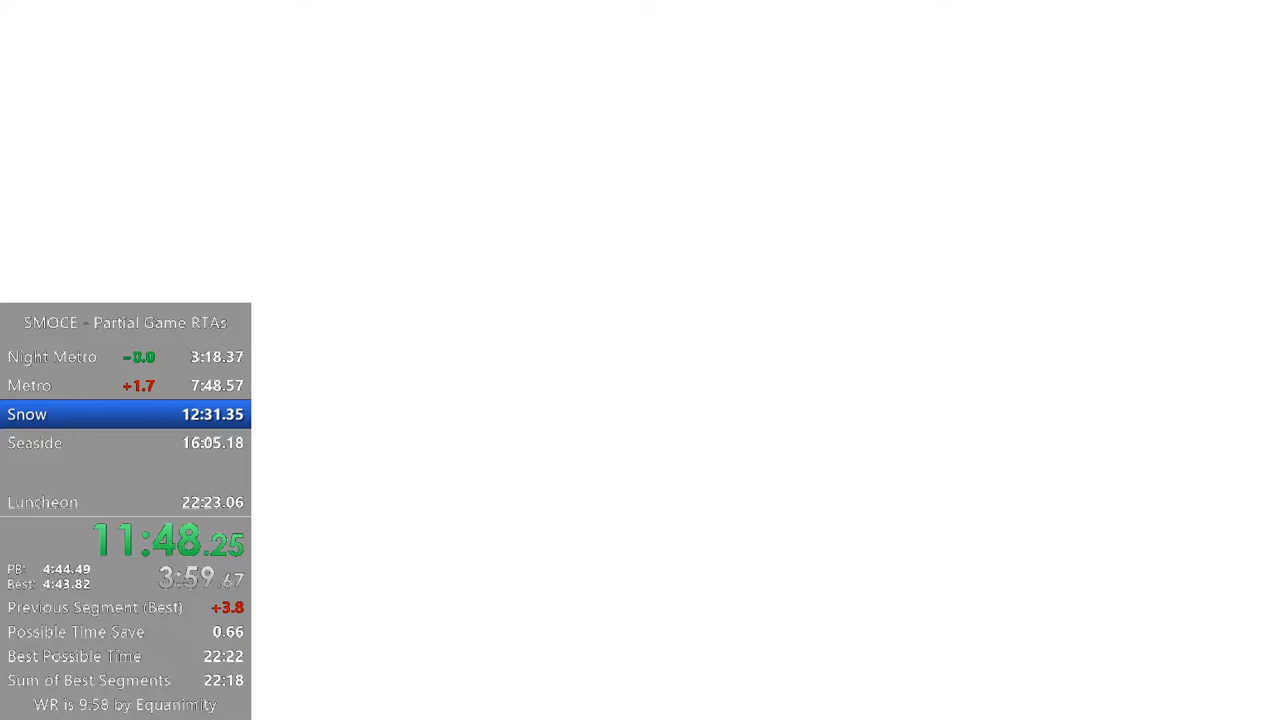 SMOCE - Partial Game RTAs
Night Metro -0.0 3:18.37
Metro +1.7 7:48.57
Snow 12:31.35
Seaside 16:05.18
Luncheon 22:23.06
11:48.25
PB: 4:44.49
Best: 4:43.82
3:59.67
Previous Segment (Best) +3.8
Possible Time Save 0.66
Best Possible Time 22:22
Sum of Best Segments 22:18
WR is 9:58 by Equanimity